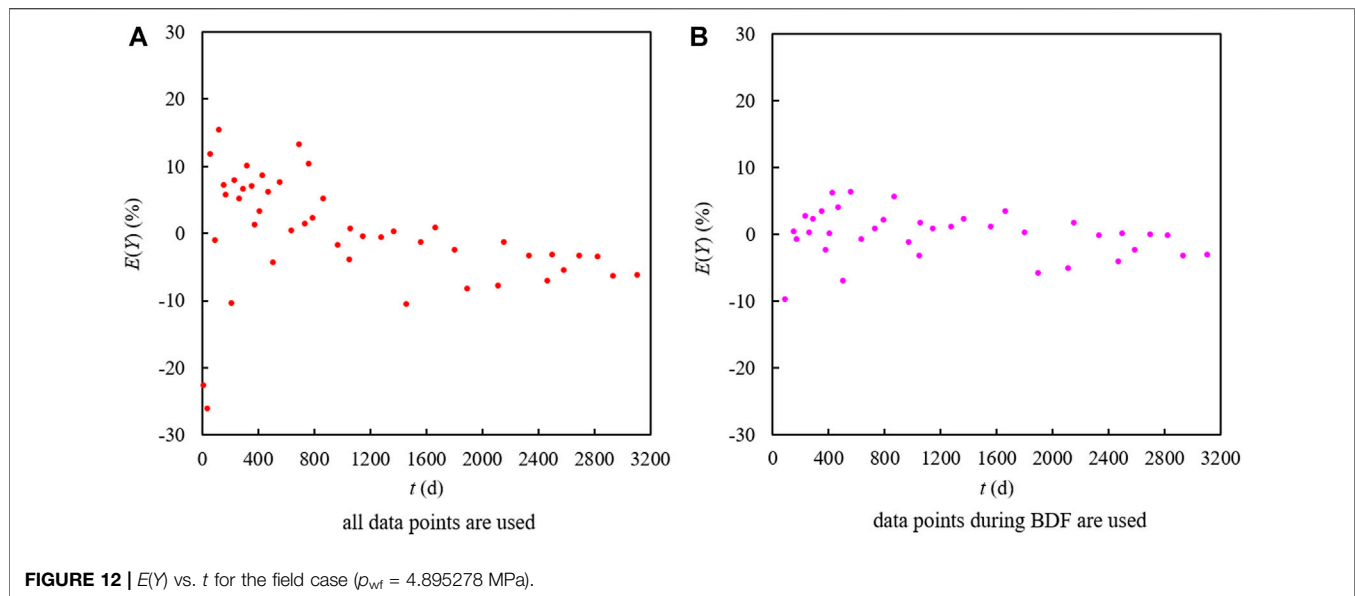 A
30
20
10
0
-10
-20
-30
E(Y) (%)
0 400 800 1200 1600 2000 2400 2800 3200
t (d)
all data points are used
B
30
20
10
0
-10
-20
-30
E(Y) (%)
0 400 800 1200 1600 2000 2400 2800 3200
t (d)
data points during BDF are used
FIGURE 12 | E(Y) vs. t for the field case (pwf = 4.895278 MPa).